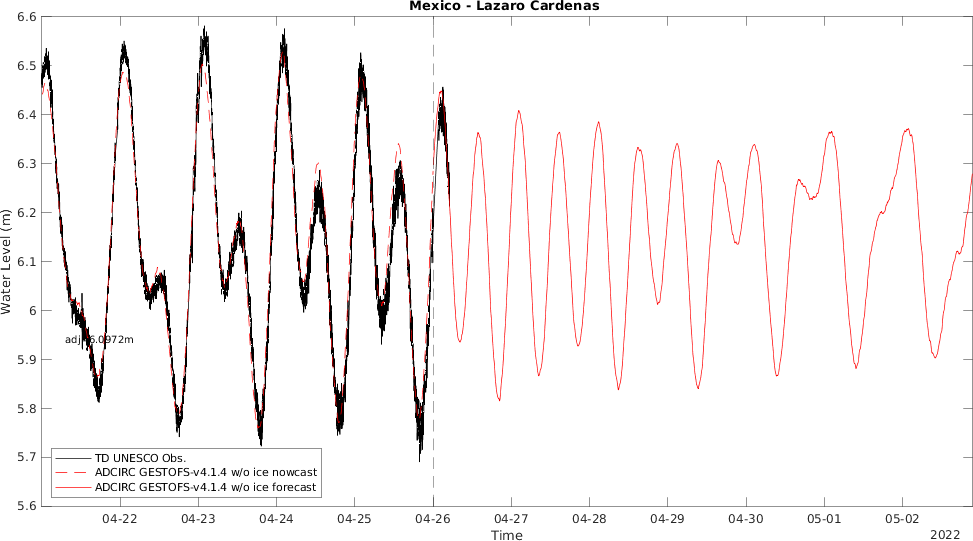 Mexico - Lazaro Cardenas
Water Level (m)
6.6
6.5
6.4
6.3
6.2
6.1
6
5.9
5.8
5.7
5.6
6.0972m
TD UNESCO Obs.
ADCIRC GESTOFS-v4.1.4 w/o ice nowcast
ADCIRC GESTOFS-v4.1.4 w/o ice forecast
04-22 04-23 04-24 04-25 04-26 04-27 04-28 04-29 04-30 05-01 05-02
Time
2022